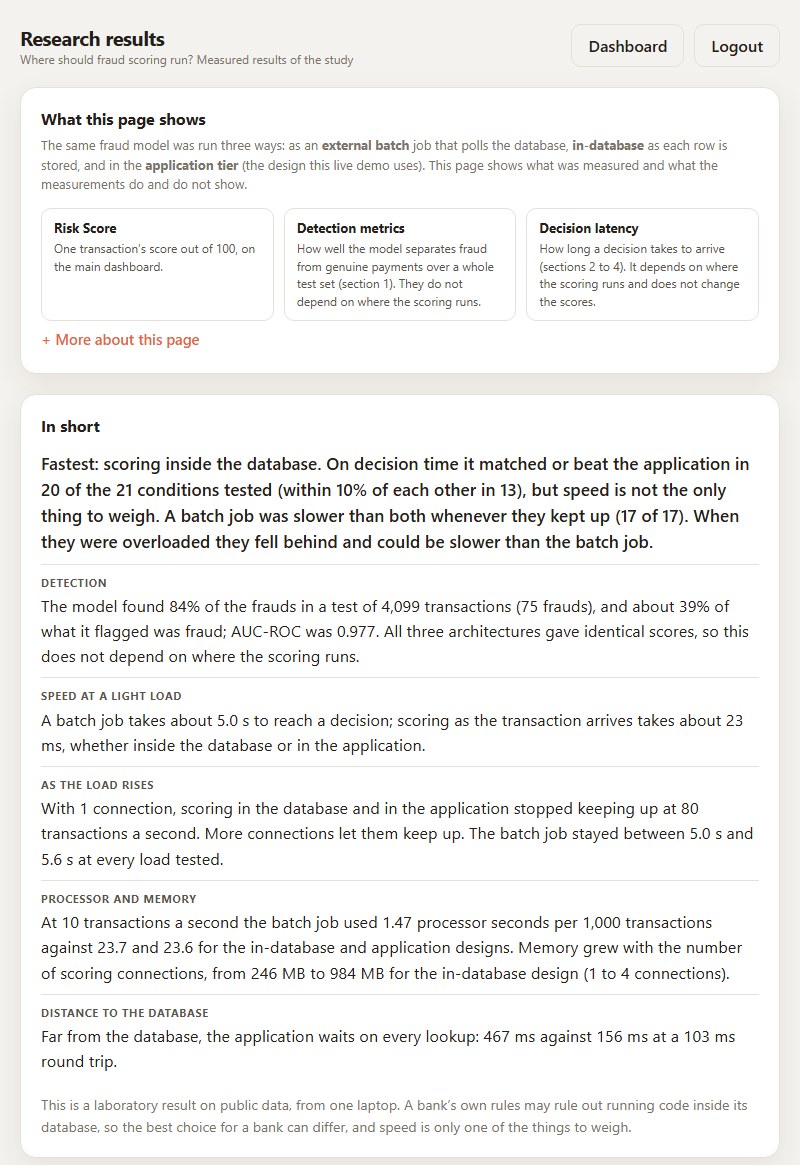 Research results
Where should fraud scoring run? Measured results of the study
Dashboard
Logout
What this page shows
The same fraud model was run three ways: as an external batch job that polls the database, in-database as each row is
stored, and in the application tier (the design this live demo uses). This page shows what was measured and what the
measurements do and do not show.
Risk Score
One transaction's score out of 100, on
the main dashboard.
Detection metrics
How well the model separates fraud
from genuine payments over a whole
test set (section 1). They do not
depend on where the scoring runs.
Decision latency
How long a decision takes to arrive
(sections 2 to 4). It depends on where
the scoring runs and does not change
the scores.
+ More about this page
In short
Fastest: scoring inside the database. On decision time it matched or beat the application in
20 of the 21 conditions tested (within 10% of each other in 13), but speed is not the only
thing to weigh. A batch job was slower than both whenever they kept up (17 of 17). When
they were overloaded they fell behind and could be slower than the batch job.
DETECTION
The model found 84% of the frauds in a test of 4,099 transactions (75 frauds), and about 39% of
what it flagged was fraud; AUC-ROC was 0.977. All three architectures gave identical scores, so this
does not depend on where the scoring runs.
SPEED AT A LIGHT LOAD
A batch job takes about 5.0 s to reach a decision; scoring as the transaction arrives takes about 23
ms, whether inside the database or in the application.
AS THE LOAD RISES
With 1 connection, scoring in the database and in the application stopped keeping up at 80
transactions a second. More connections let them keep up. The batch job stayed between 5.0 s and
5.6 s at every load tested.
PROCESSOR AND MEMORY
At 10 transactions a second the batch job used 1.47 processor seconds per 1,000 transactions
against 23.7 and 23.6 for the in-database and application designs. Memory grew with the number
of scoring connections, from 246 MB to 984 MB for the in-database design (1 to 4 connections).
DISTANCE TO THE DATABASE
Far from the database, the application waits on every lookup: 467 ms against 156 ms at a 103 ms
round trip.
This is a laboratory result on public data, from one laptop. A bank's own rules may rule out running code inside its
database, so the best choice for a bank can differ, and speed is only one of the things to weigh.